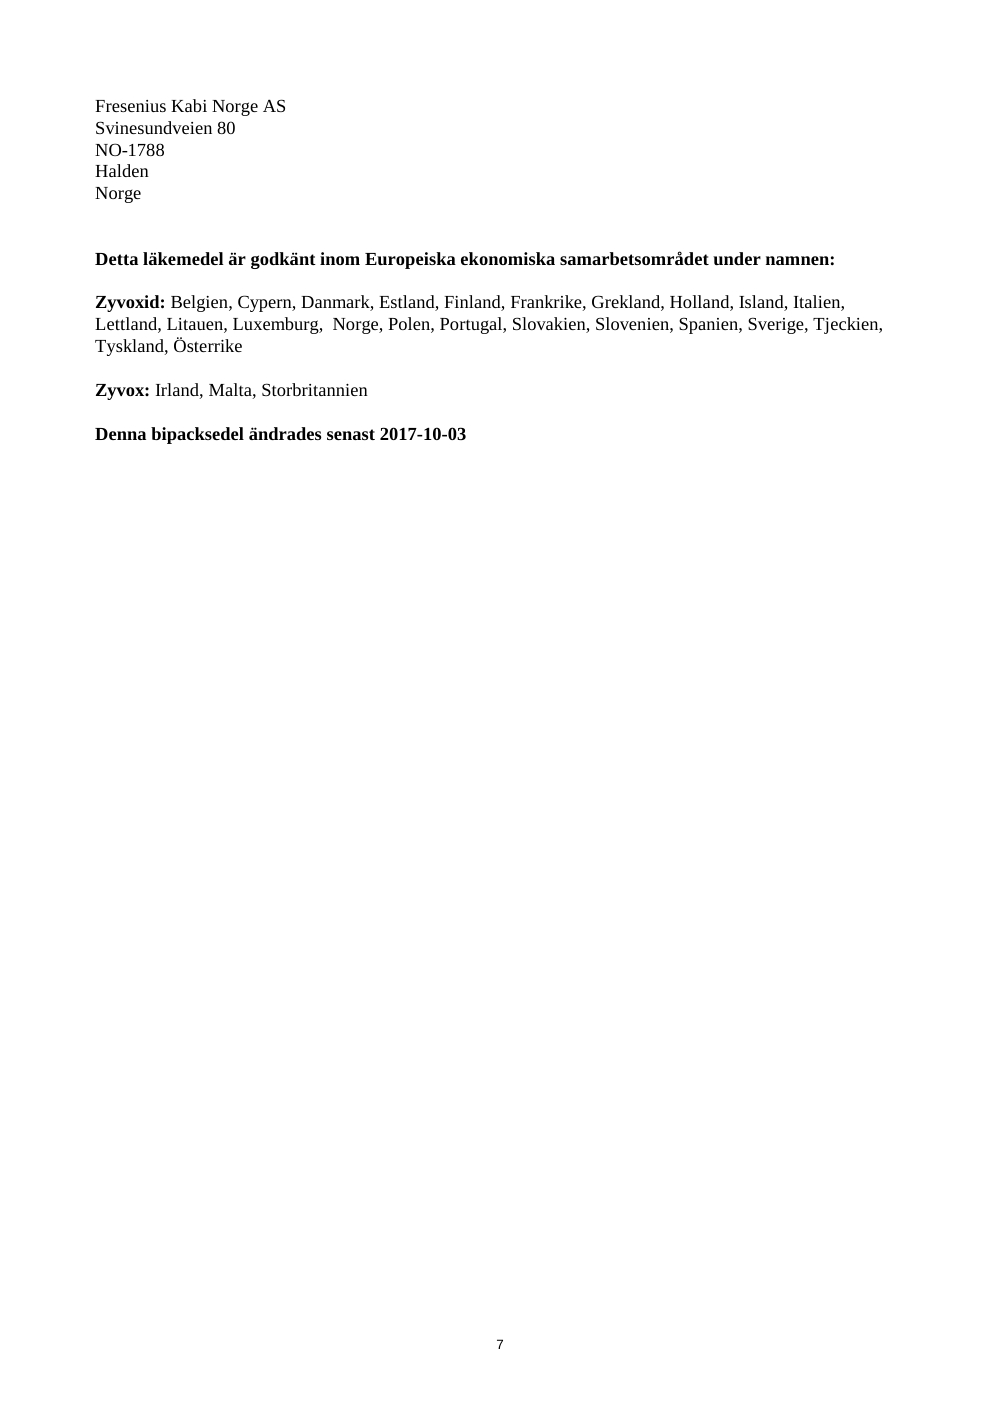 Fresenius Kabi Norge AS
Svinesundveien 80
NO-1788
Halden
Norge
Detta läkemedel är godkänt inom Europeiska ekonomiska samarbetsområdet under namnen:
Zyvoxid: Belgien, Cypern, Danmark, Estland, Finland, Frankrike, Grekland, Holland, Island, Italien,
Lettland, Litauen, Luxemburg,  Norge, Polen, Portugal, Slovakien, Slovenien, Spanien, Sverige, Tjeckien,
Tyskland, Österrike
Zyvox: Irland, Malta, Storbritannien
Denna bipacksedel ändrades senast 2017-10-03
7